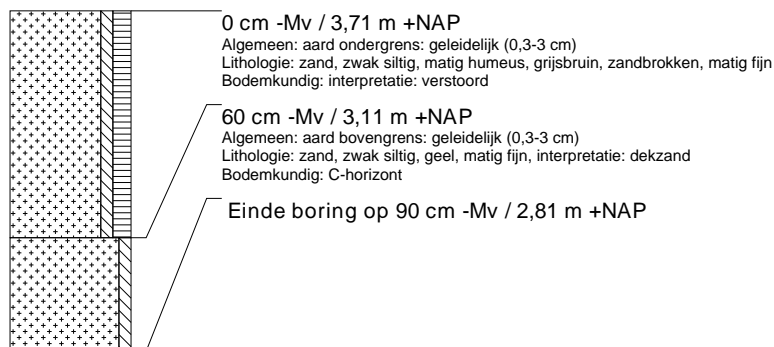 0 cm -Mv / 3,71 m +NAP
Algemeen: aard ondergrens: geleidelijk (0,3-3 cm)
Lithologie: zand, zwak siltig, matig humeus, grijsbruin, zandbrokken, matig fijn
Bodemkundig: interpretatie: verstoord
60 cm -Mv / 3,11 m +NAP
Algemeen: aard bovengrens: geleidelijk (0,3-3 cm)
Lithologie: zand, zwak siltig, geel, matig fijn, interpretatie: dekzand
Bodemkundig: C-horizont
Einde boring op 90 cm -Mv / 2,81 m +NAP